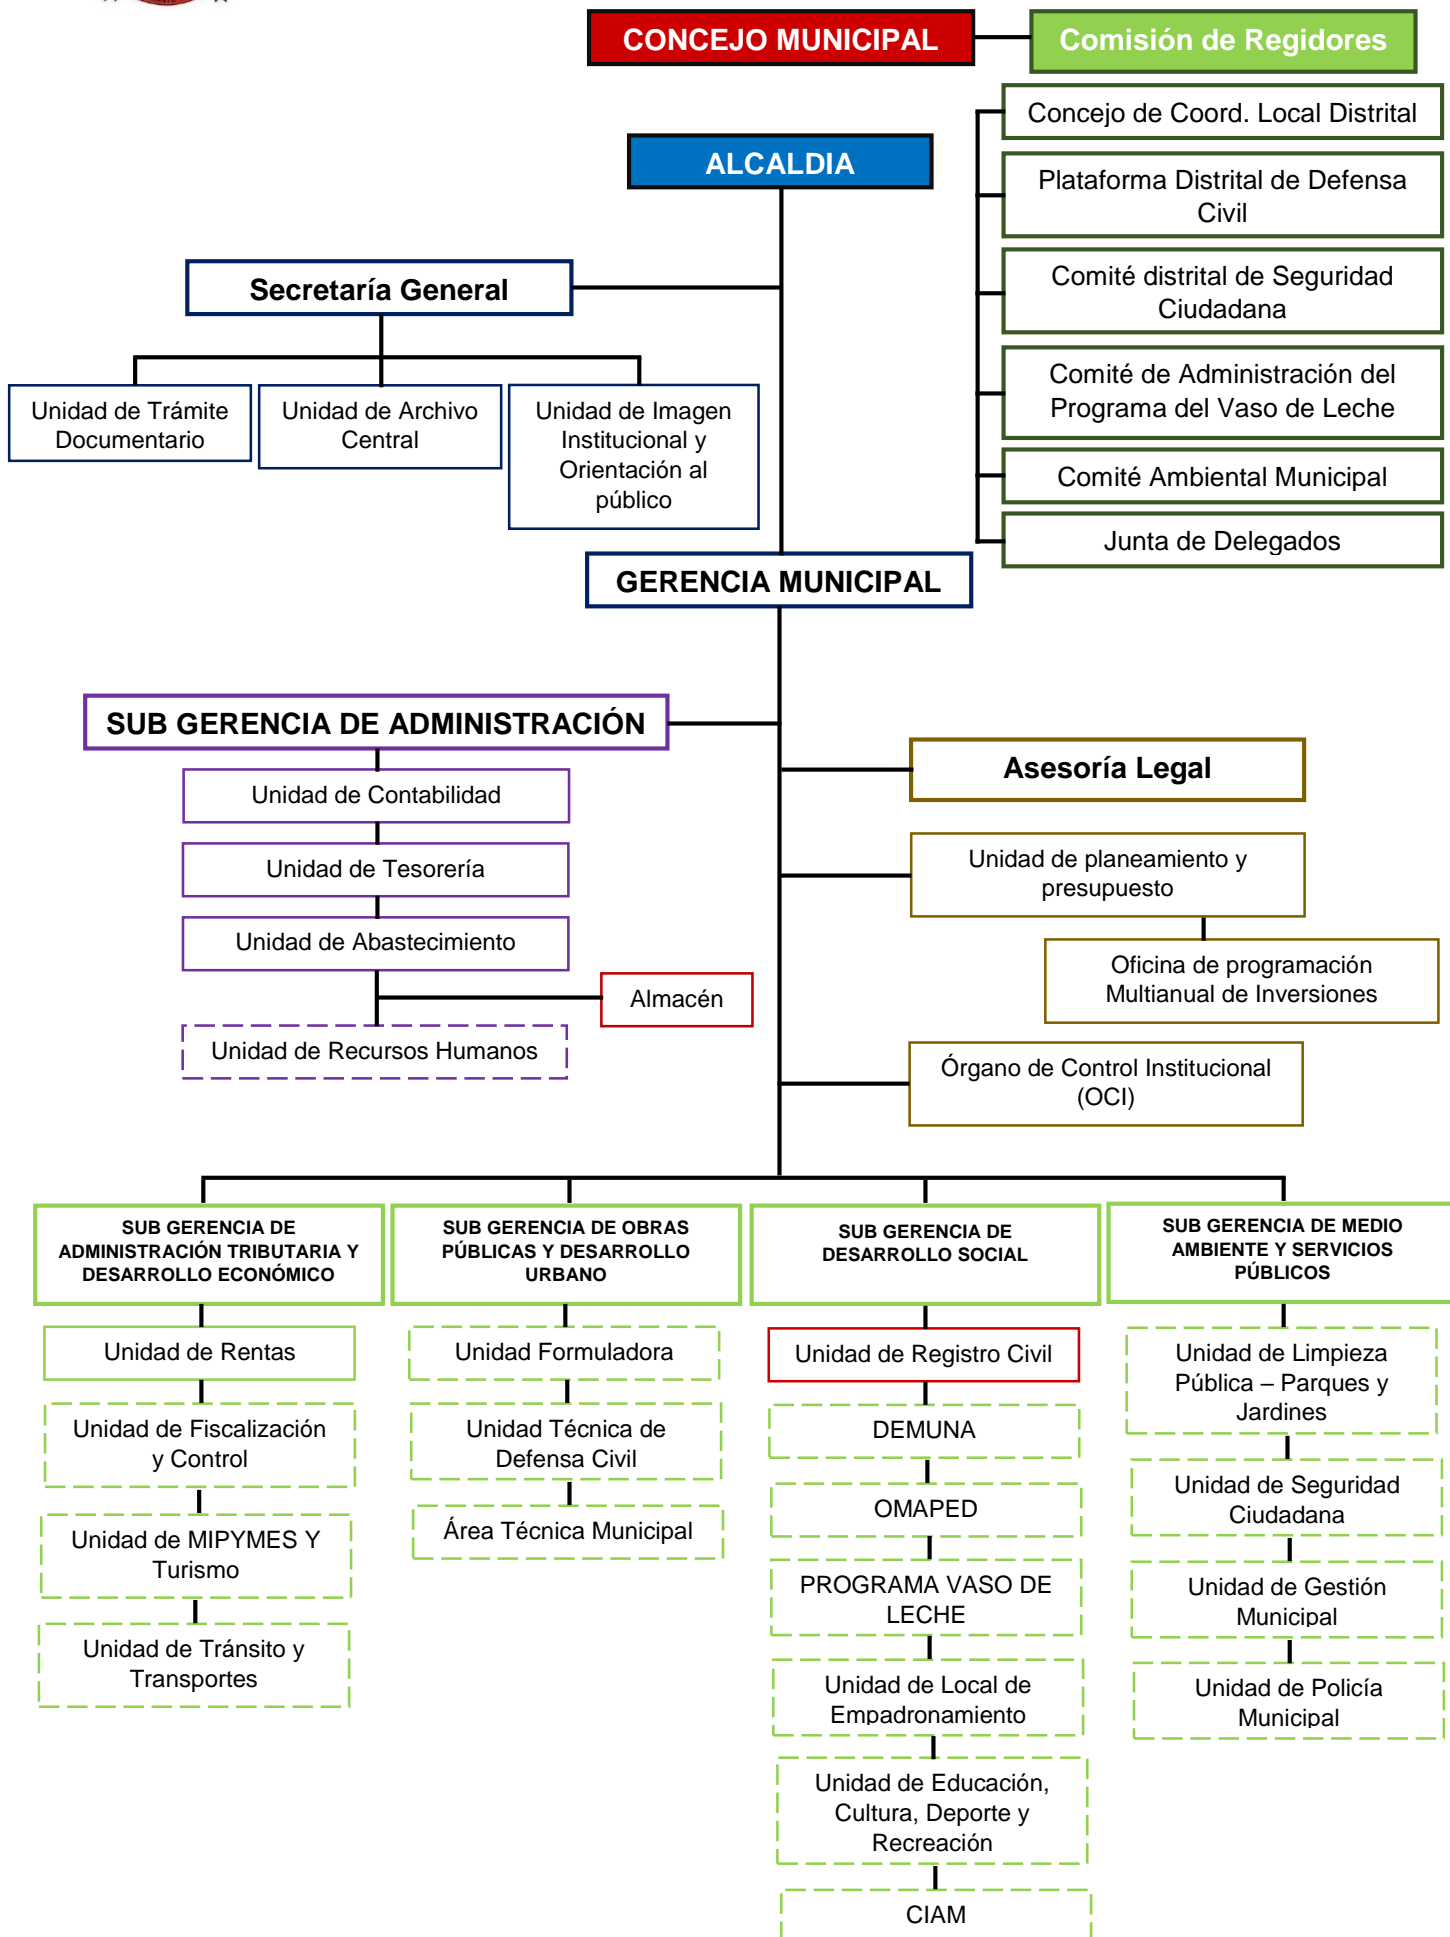 CONCEJO MUNICIPAL
Comisión de Regidores
Concejo de Coord. Local Distrital
ALCALDIA
Plataforma Distrital de Defensa
Civil
Secretaría General
Comité distrital de Seguridad
Ciudadana
Comité de Administración del
Programa del Vaso de Leche
Unidad de Trámite
Documentario
Unidad de Archivo
Central
Unidad de Imagen
Institucional y
Orientación al
público
Comité Ambiental Municipal
Junta de Delegados
GERENCIA MUNICIPAL
SUB GERENCIA DE ADMINISTRACIÓN
Unidad de Contabilidad
Unidad de Tesorería
Unidad de Abastecimiento
Almacén
Unidad de Recursos Humanos
Asesoría Legal
Unidad de planeamiento y
presupuesto
Oficina de programación
Multianual de Inversiones
Órgano de Control Institucional
(OCI)
SUB GERENCIA DE
ADMINISTRACIÓN TRIBUTARIA Y
DESARROLLO ECONÓMICO
Unidad de Rentas
Unidad de Fiscalización
y Control
Unidad de MIPYMES Y
Turismo
Unidad de Tránsito y
Transportes
SUB GERENCIA DE OBRAS
PÚBLICAS Y DESARROLLO
URBANO
Unidad Formuladora
Unidad Técnica de
Defensa Civil
Área Técnica Municipal
SUB GERENCIA DE
DESARROLLO SOCIAL
Unidad de Registro Civil
DEMUNA
OMAPED
PROGRAMA VASO DE
LECHE
Unidad de Local de
Empadronamiento
Unidad de Educación,
Cultura, Deporte y
Recreación
CIAM
SUB GERENCIA DE MEDIO
AMBIENTE Y SERVICIOS
PÚBLICOS
Unidad de Limpieza
Pública – Parques y
Jardines
Unidad de Seguridad
Ciudadana
Unidad de Gestión
Municipal
Unidad de Policía
Municipal